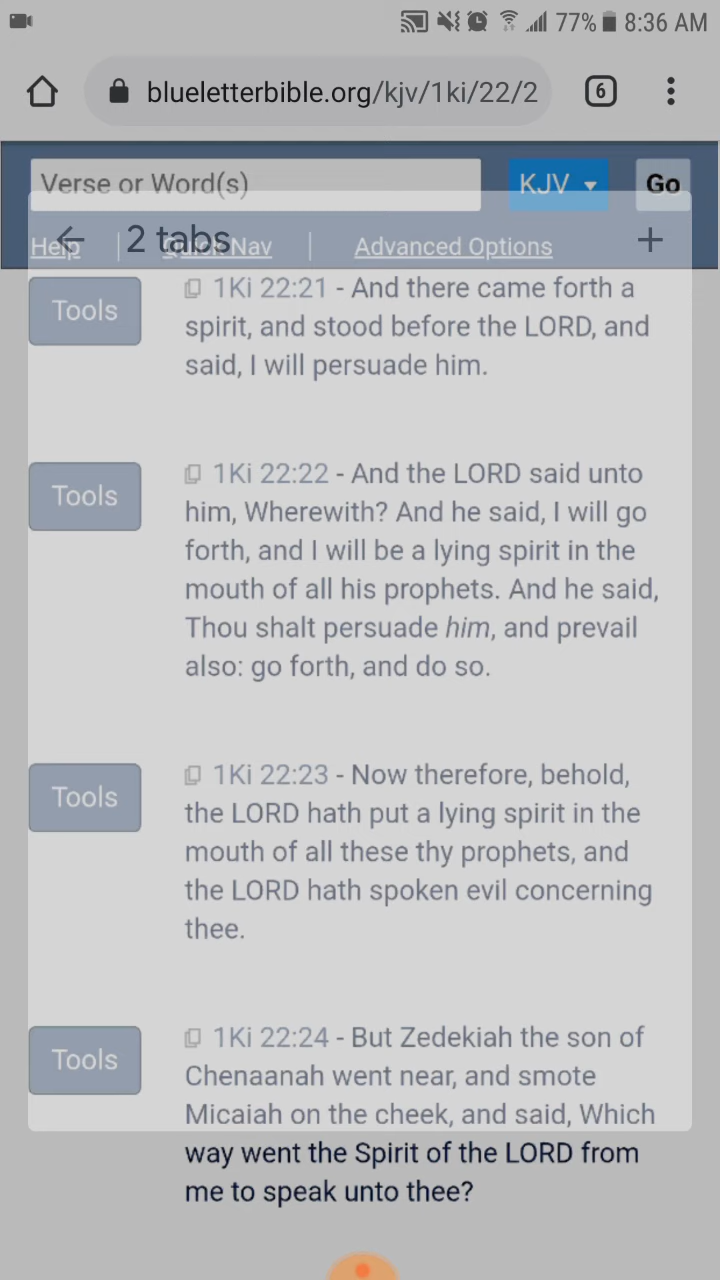 77% 8:36 AM
blueletterbible.org/kjv/1ki/22/2 6
Verse or Word(s) KJV Go
2 tabs
Help | Quick Nav | Advanced Options
Tools
1Ki 22:21 - And there came forth a
spirit, and stood before the LORD, and
said, I will persuade him.
Tools
1Ki 22:22 - And the LORD said unto
him, Wherewith? And he said, I will go
forth, and I will be a lying spirit in the
mouth of all his prophets. And he said,
Thou shalt persuade him, and prevail
also: go forth, and do so.
Tools
1Ki 22:23 - Now therefore, behold,
the LORD hath put a lying spirit in the
mouth of all these thy prophets, and
the LORD hath spoken evil concerning
thee.
Tools
1Ki 22:24 - But Zedekiah the son of
Chenaanah went near, and smote
Micaiah on the cheek, and said, Which
way went the Spirit of the LORD from
me to speak unto thee?